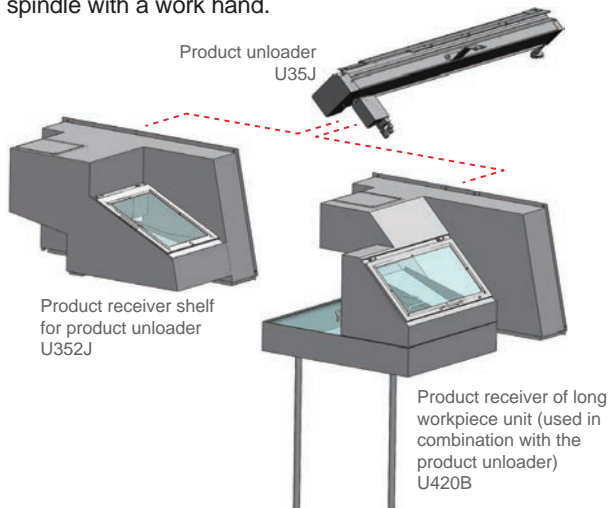 spindle with a work hand.
Product unloader
U35J
Product receiver shelf
for product unloader
U352J
Product receiver of long
workpiece unit (used in
combination with the
product unloader)
U420B